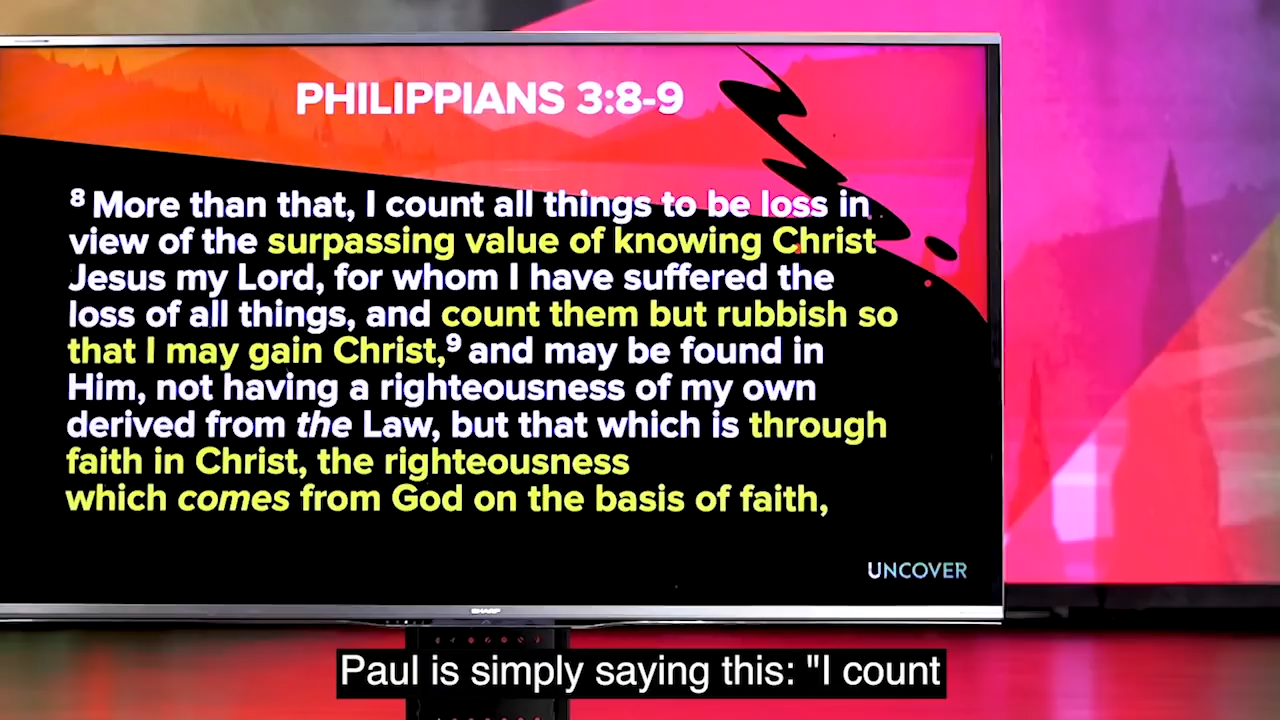 PHILIPPIANS 3:8-9
⁸ More than that, I count all things to be loss in
view of the surpassing value of knowing Christ
Jesus my Lord, for whom I have suffered the
loss of all things, and count them but rubbish so
that I may gain Christ,⁹ and may be found in
Him, not having a righteousness of my own
derived from the Law, but that which is through
faith in Christ, the righteousness
which comes from God on the basis of faith,
UNCOVER
SHARP
Paul is simply saying this: "I count